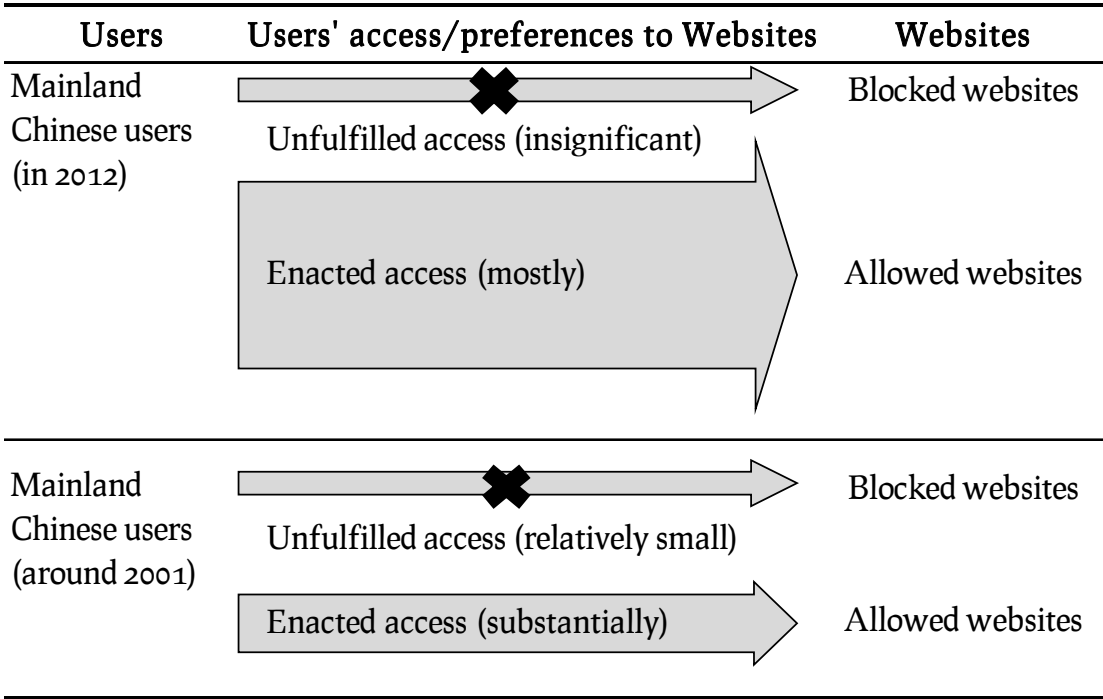 Users Users' access/preferences to Websites Websites
Mainland
Chinese users
(in 2012)
Blocked websites
Unfulfilled access (insignificant)
Enacted access (mostly)
Allowed websites
Mainland
Chinese users
(around 2001)
Blocked websites
Unfulfilled access (relatively small)
Enacted access (substantially)
Allowed websites